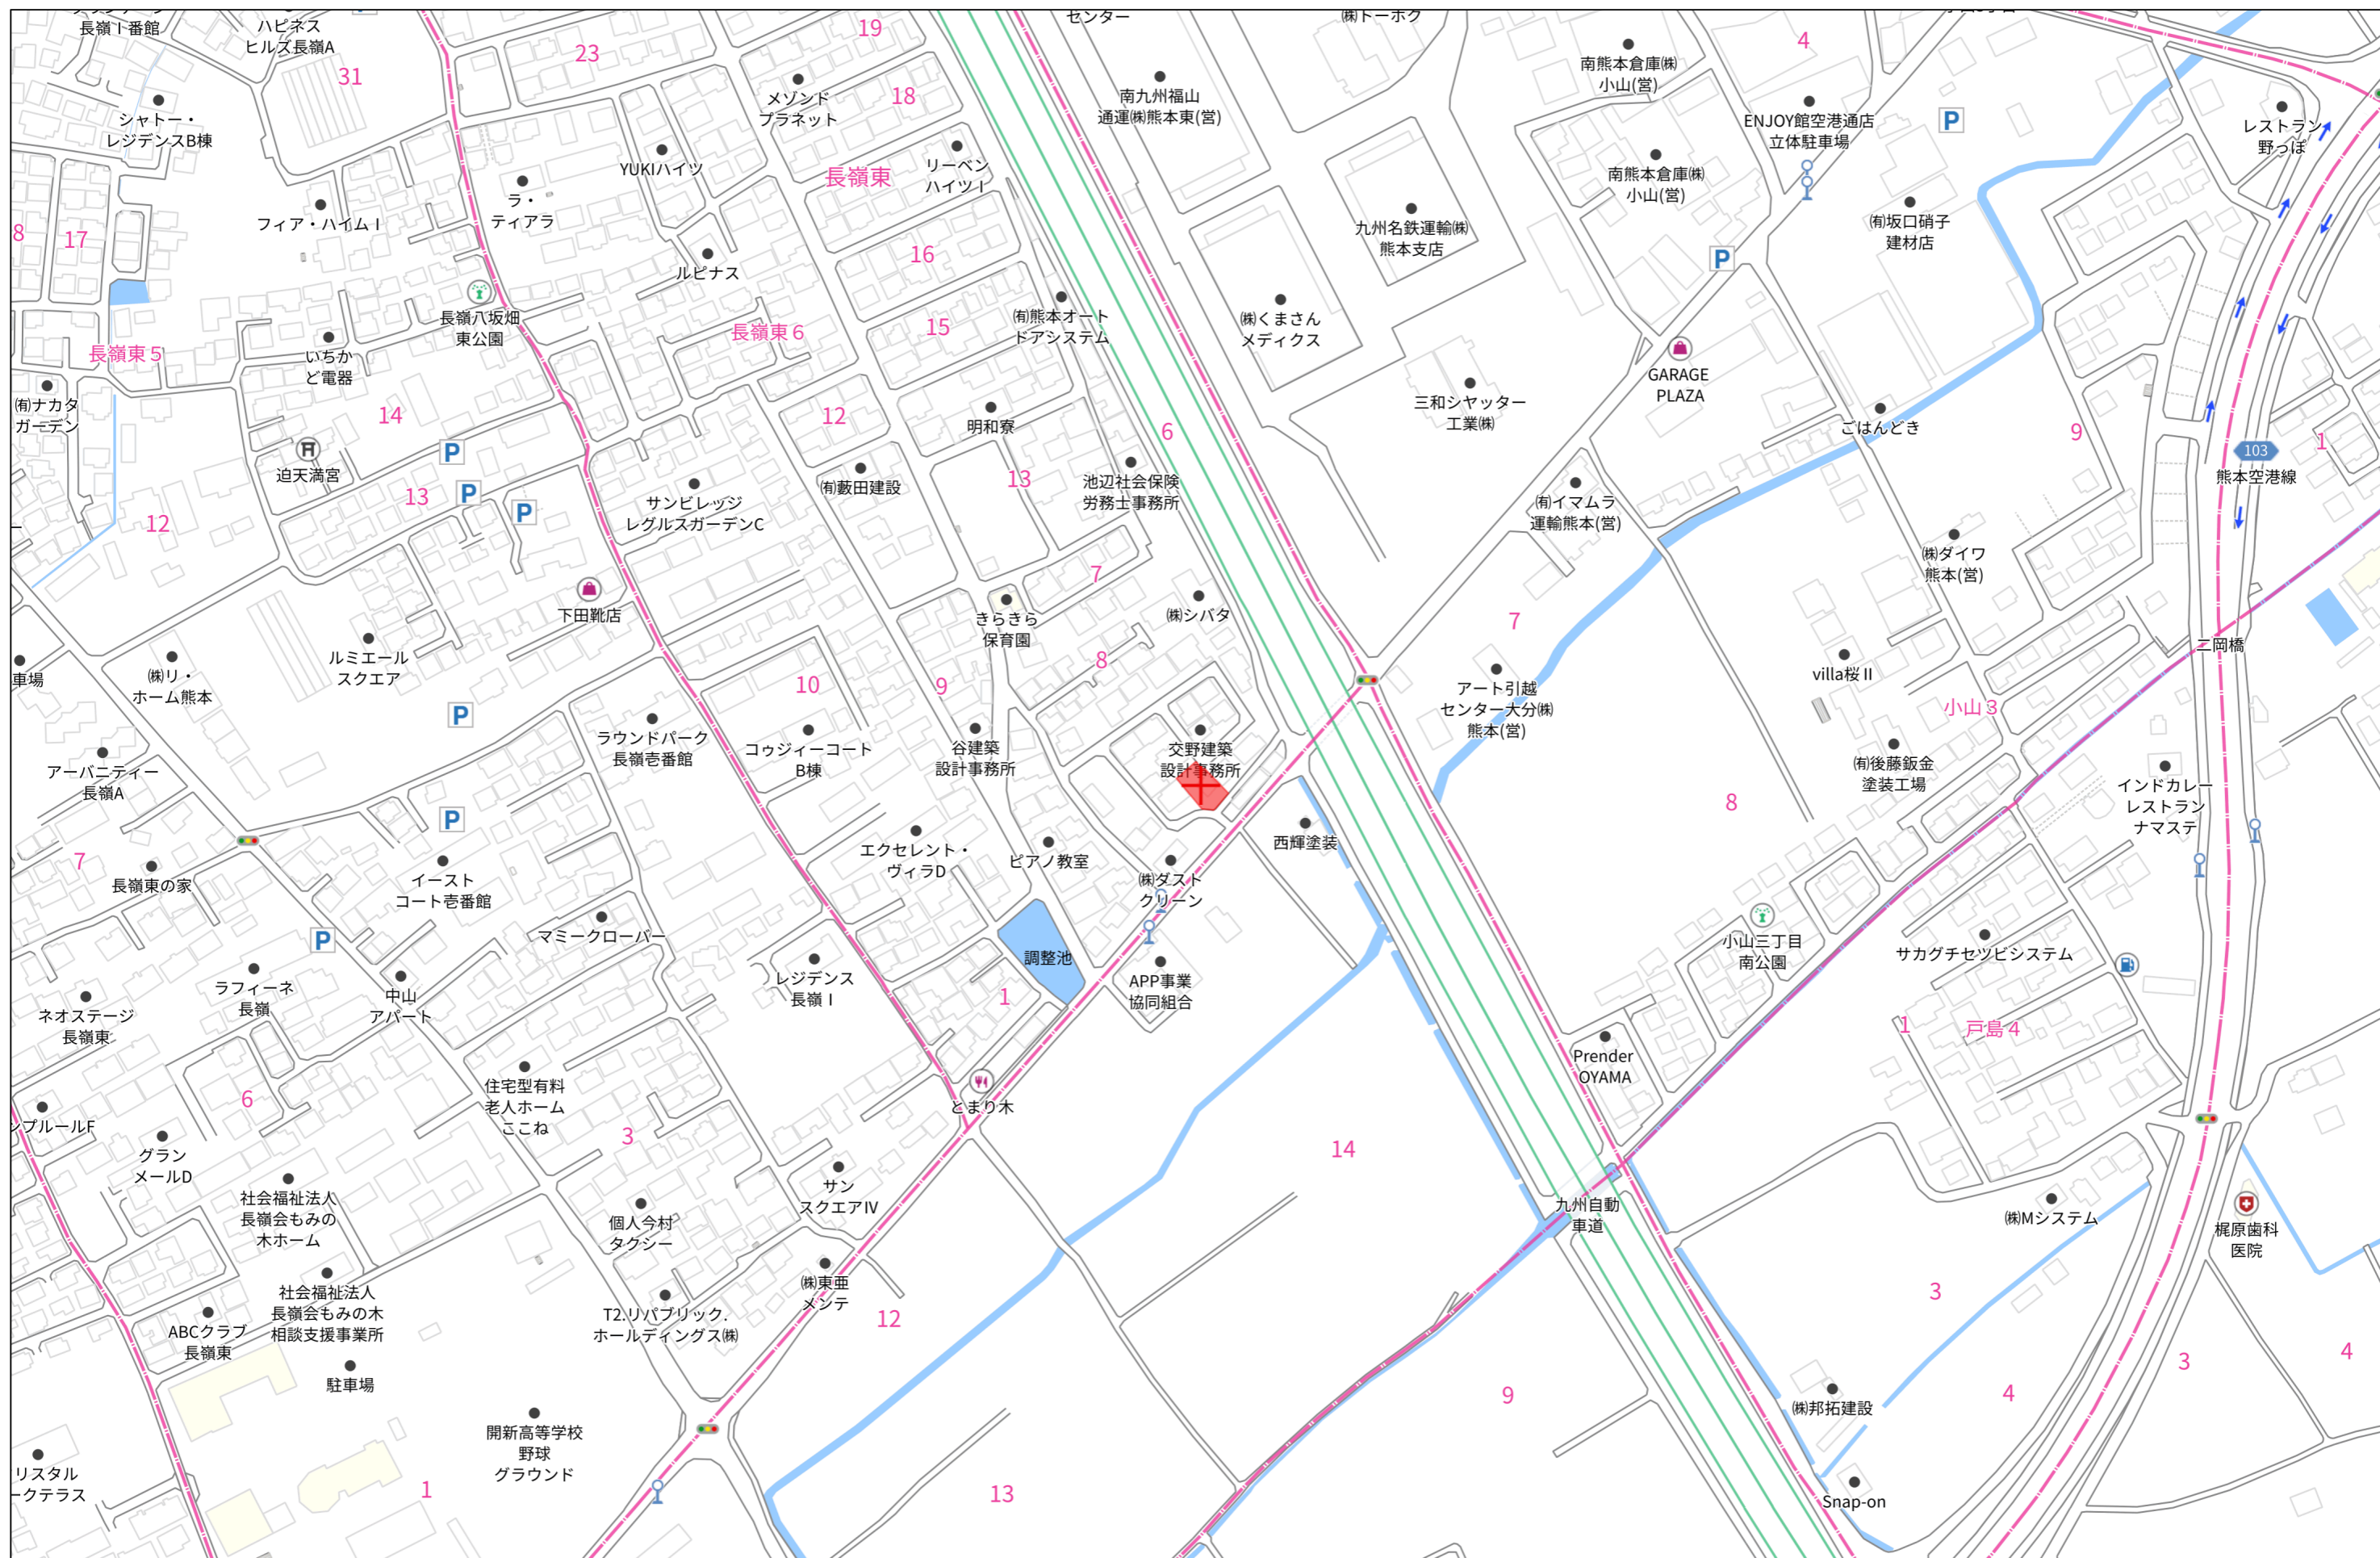 長嶺Ⅰ番館
ハピネス
ヒルズ長嶺A
31
23
19
センター
㈱トーホク
4
南熊本倉庫㈱
小山(営)
シャトー・
レジデンスB棟
メゾンド
プラネット
18
南九州福山
通運㈱熊本東(営)
ENJOY館空港通店
立体駐車場
P
レストラン
野っぽ
YUKIハイツ
長嶺東
リーベン
ハイツⅠ
南熊本倉庫㈱
小山(営)
フィア・ハイムⅠ
ラ・
ティアラ
8
17
16
九州名鉄運輸㈱
熊本支店
㈲坂口硝子
建材店
P
ルピナス
長嶺八坂畑
東公園
長嶺東6
15
㈲熊本オート
ドアシステム
㈱くまさん
メディクス
長嶺東5
いちか
ど電器
㈲ナカタ
ガーデン
14
12
明和寮
6
三和シヤッター
工業㈱
GARAGE
PLAZA
ごはんどき
9
103
熊本空港線
1
P
迫天満宮
13
P
P
12
サンビレッジ
レグルスガーデンC
㈲藪田建設
13
池辺社会保険
労務士事務所
㈲イマムラ
運輸熊本(営)
㈱ダイワ
熊本(営)
7
下田靴店
きらきら
保育園
㈱シバタ
7
二岡橋
車場
㈱リ・
ホーム熊本
ルミエール
スクエア
10
9
8
アート引越
センター大分㈱
熊本(営)
villa桜Ⅱ
小山3
P
ラウンドパーク
長嶺壱番館
コゥジィーコート
B棟
谷建築
設計事務所
交野建築
設計事務所
㈲後藤鈑金
塗装工場
アーバニティー
長嶺A
8
インドカレー
レストラン
ナマステ
P
西輝塗装
エクセレント・
ヴィラD
ピアノ教室
㈱ダスト
クリーン
7
長嶺東の家
イースト
コート壱番館
P
マミークローバー
調整池
小山三丁目
南公園
サカグチセツビシステム
ラフィーネ
長嶺
中山
アパート
レジデンス
長嶺Ⅰ
1
APP事業
協同組合
ネオステージ
長嶺東
1
戸島4
Prender
OYAMA
6
住宅型有料
老人ホーム
ここね
とまり木
ンプルールF
グラン
メールD
3
14
サン
スクエアⅣ
社会福祉法人
長嶺会もみの
木ホーム
個人今村
タクシー
九州自動
車道
㈱Mシステム
梶原歯科
医院
社会福祉法人
長嶺会もみの木
相談支援事業所
㈱東亜
メンテ
T2.リパブリック.
ホールディングス㈱
12
3
ABCクラブ
長嶺東
駐車場
9
4
3
4
㈱邦拓建設
開新高等学校
野球
グラウンド
リスタル
ークテラス
1
13
Snap-on